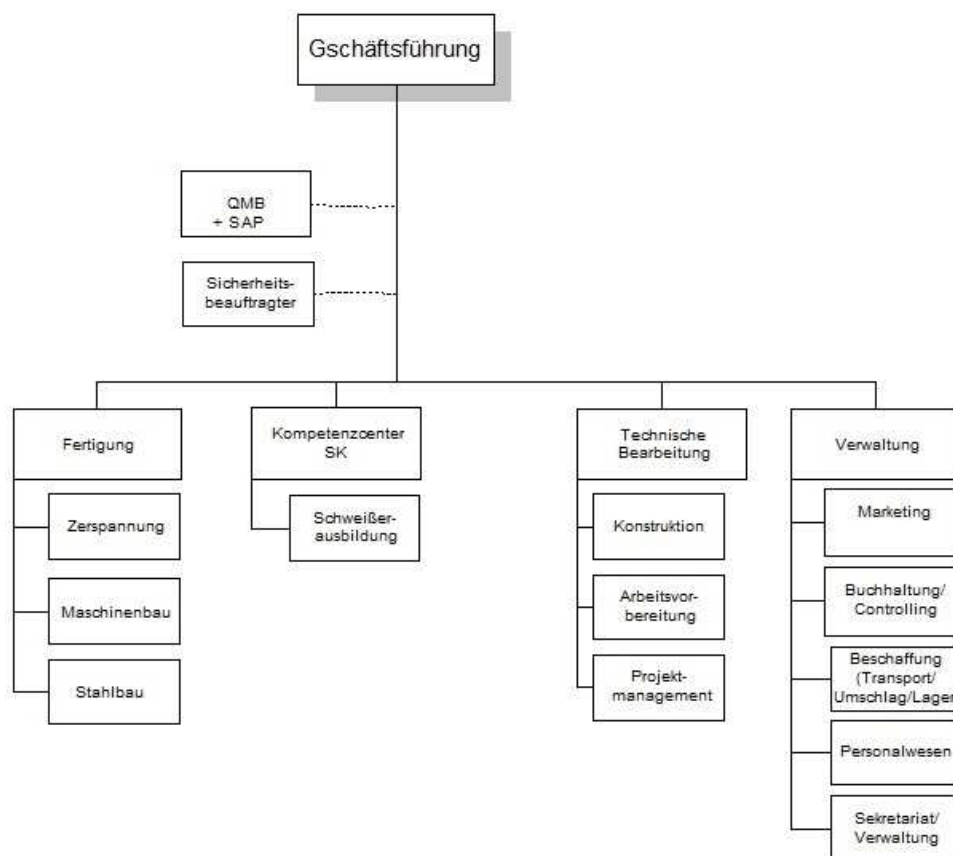 Gschäftsführung
QMB
+ SAP
Sicherheits-
beauftragter
Fertigung
Zerspannung
Maschinenbau
Stahlbau
Kompetenzcenter
SK
Schweißer-
ausbildung
Technische
Bearbeitung
Konstruktion
Arbeitsvor-
bereitung
Projekt-
management
Verwaltung
Marketing
Buchhaltung/
Controlling
Beschaffung
(Transport/
Umschlag/Lager
Personalwesen
Sekretariat/
Verwaltung